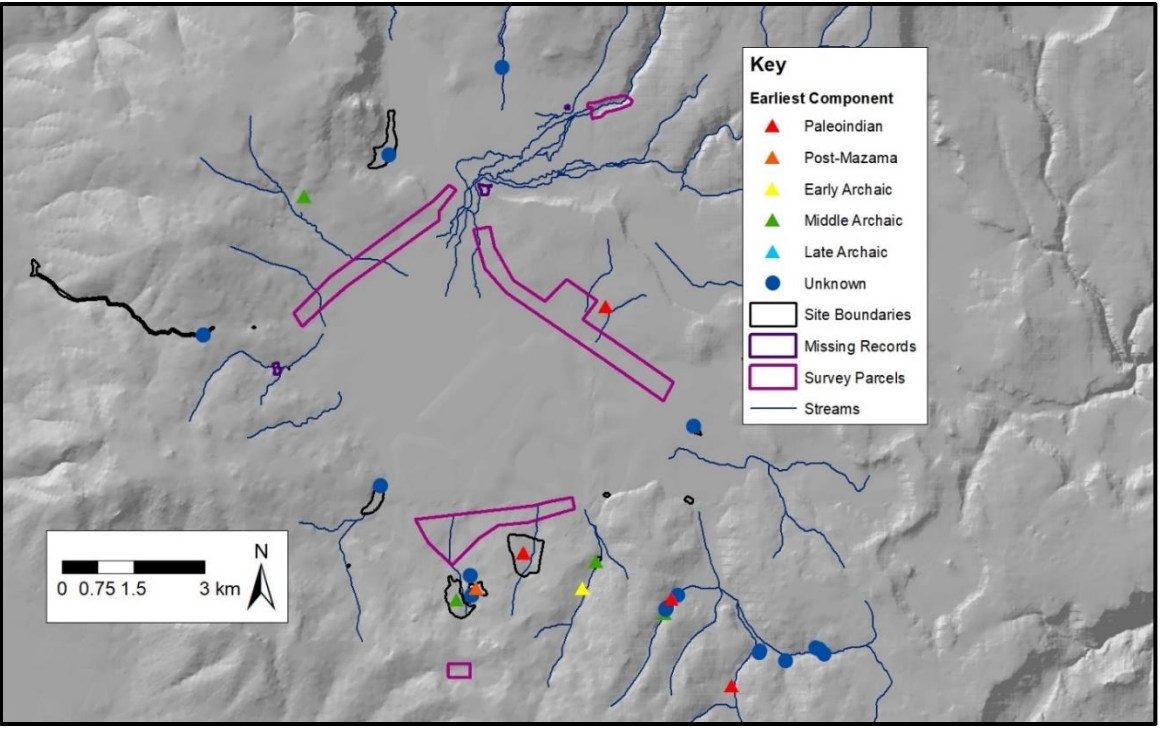 Key
Earliest Component
Paleoindian
Post-Mazama
Early Archaic
Middle Archaic
Late Archaic
Unknown
Site Boundaries
Missing Records
Survey Parcels
Streams
N
0 0.75 1.5 3 km